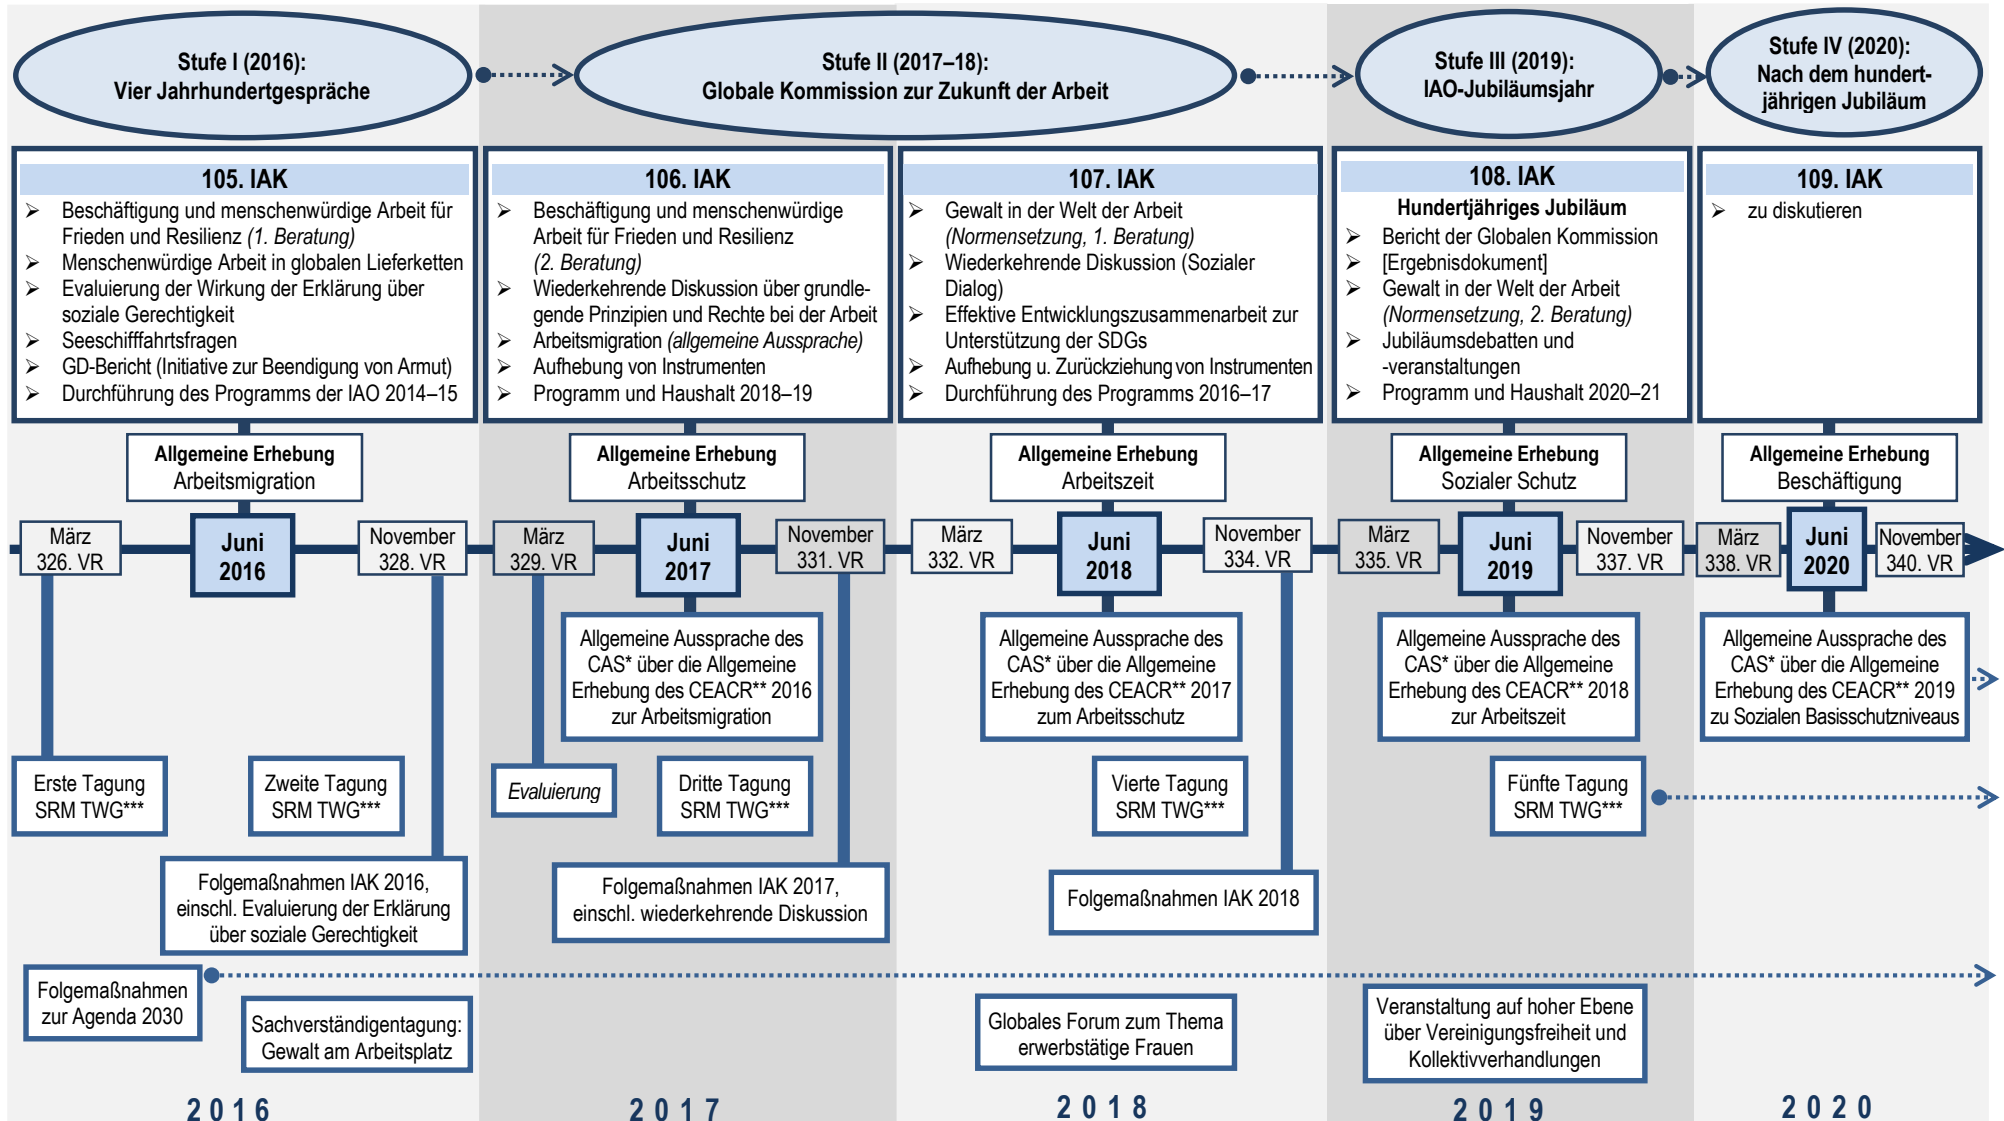 Stufe I (2016):
Vier Jahrhundertgespräche
Stufe II (2017–18):
Globale Kommission zur Zukunft der Arbeit
Stufe III (2019):
IAO-Jubiläumsjahr
Stufe IV (2020):
Nach dem hundert-
jährigen Jubiläum
105. IAK
➢ Beschäftigung und menschenwürdige Arbeit für
Frieden und Resilienz (1. Beratung)
➢ Menschenwürdige Arbeit in globalen Lieferketten
➢ Evaluierung der Wirkung der Erklärung über
soziale Gerechtigkeit
➢ Seeschifffahrtsfragen
➢ GD-Bericht (Initiative zur Beendigung von Armut)
➢ Durchführung des Programms der IAO 2014–15
106. IAK
➢ Beschäftigung und menschenwürdige
Arbeit für Frieden und Resilienz
(2. Beratung)
➢ Wiederkehrende Diskussion über grundle-
gende Prinzipien und Rechte bei der Arbeit
➢ Arbeitsmigration (allgemeine Aussprache)
➢ Aufhebung von Instrumenten
➢ Programm und Haushalt 2018–19
107. IAK
➢ Gewalt in der Welt der Arbeit
(Normensetzung, 1. Beratung)
➢ Wiederkehrende Diskussion (Sozialer
Dialog)
➢ Effektive Entwicklungszusammenarbeit zur
Unterstützung der SDGs
➢ Aufhebung u. Zurückziehung von Instrumenten
➢ Durchführung des Programms 2016–17
108. IAK
Hundertjähriges Jubiläum
➢ Bericht der Globalen Kommission
➢ [Ergebnisdokument]
➢ Gewalt in der Welt der Arbeit
(Normensetzung, 2. Beratung)
➢ Jubiläumsdebatten und
-veranstaltungen
➢ Programm und Haushalt 2020–21
109. IAK
➢ zu diskutieren
Allgemeine Erhebung
Arbeitsmigration
Allgemeine Erhebung
Arbeitsschutz
Allgemeine Erhebung
Arbeitszeit
Allgemeine Erhebung
Sozialer Schutz
Allgemeine Erhebung
Beschäftigung
März
326. VR
Juni
2016
November
328. VR
März
329. VR
Juni
2017
November
331. VR
März
332. VR
Juni
2018
November
334. VR
März
335. VR
Juni
2019
November
337. VR
März
338. VR
Juni
2020
November
340. VR
Allgemeine Aussprache des
CAS* über die Allgemeine
Erhebung des CEACR** 2016
zur Arbeitsmigration
Allgemeine Aussprache des
CAS* über die Allgemeine
Erhebung des CEACR** 2017
zum Arbeitsschutz
Allgemeine Aussprache des
CAS* über die Allgemeine
Erhebung des CEACR** 2018
zur Arbeitszeit
Allgemeine Aussprache des
CAS* über die Allgemeine
Erhebung des CEACR** 2019
zu Sozialen Basisschutzniveaus
Erste Tagung
SRM TWG***
Zweite Tagung
SRM TWG***
Evaluierung
Dritte Tagung
SRM TWG***
Vierte Tagung
SRM TWG***
Fünfte Tagung
SRM TWG***
Folgemaßnahmen IAK 2016,
einschl. Evaluierung der Erklärung
über soziale Gerechtigkeit
Folgemaßnahmen IAK 2017,
einschl. wiederkehrende Diskussion
Folgemaßnahmen IAK 2018
Folgemaßnahmen
zur Agenda 2030
Sachverständigentagung:
Gewalt am Arbeitsplatz
Globales Forum zum Thema
erwerbstätige Frauen
Veranstaltung auf hoher Ebene
über Vereinigungsfreiheit und
Kollektivverhandlungen
2016
2017
2018
2019
2020